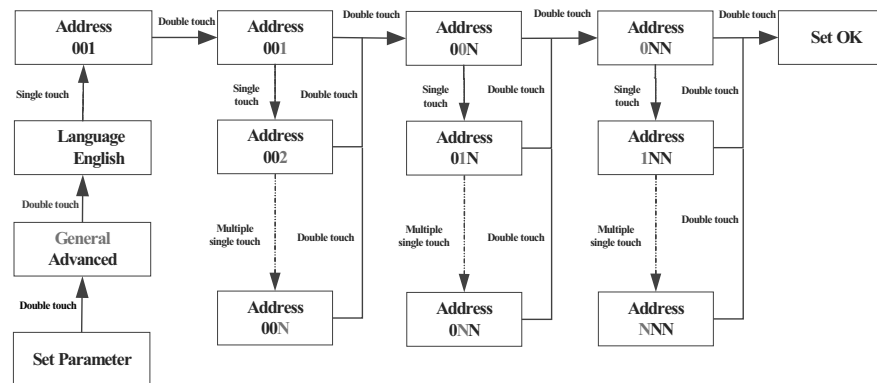 Double touch
Double touch
Double touch
Double touch
Address
001
Address
001
Address
00N
Address
0NN
Set OK
Single touch
Single
touch
Double touch
Single
touch
Double touch
Single
touch
Double touch
Language
English
Address
002
Address
01N
Address
1NN
Double touch
General
Advanced
Multiple
single touch
Double touch
Multiple
single touch
Double touch
Multiple
single touch
Double touch
Double touch
Address
00N
Address
0NN
Address
NNN
Set Parameter